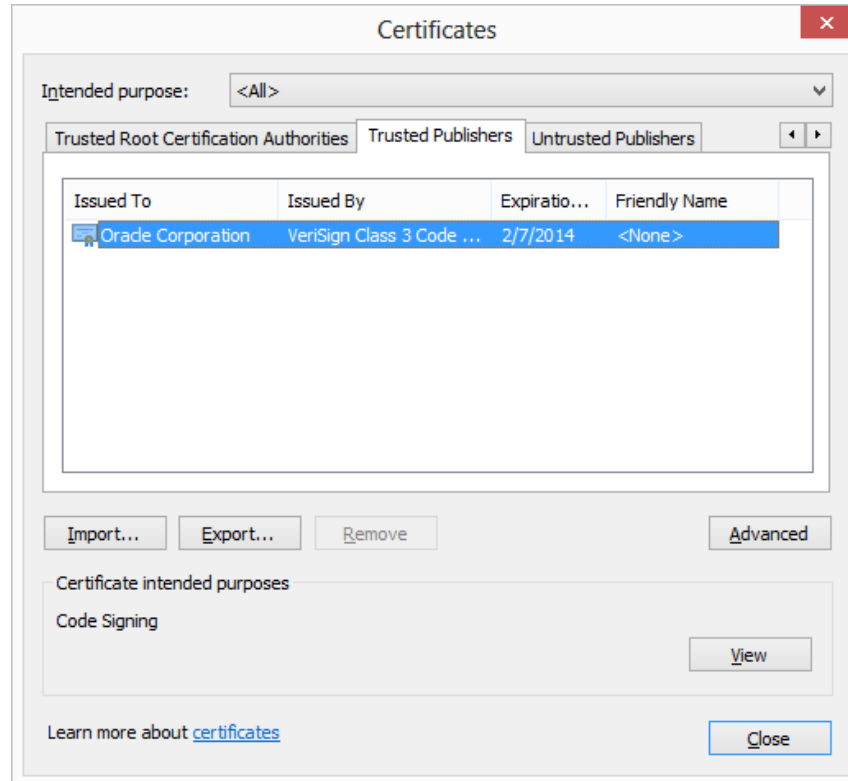 Certificates
Intended purpose: <All>
Trusted Root Certification Authorities Trusted Publishers Untrusted Publishers
Issued To Issued By Expiratio... Friendly Name
Oracle Corporation VeriSign Class 3 Code ... 2/7/2014 <None>
Import... Export... Remove Advanced
Certificate intended purposes
Code Signing
View
Learn more about certificates
Close